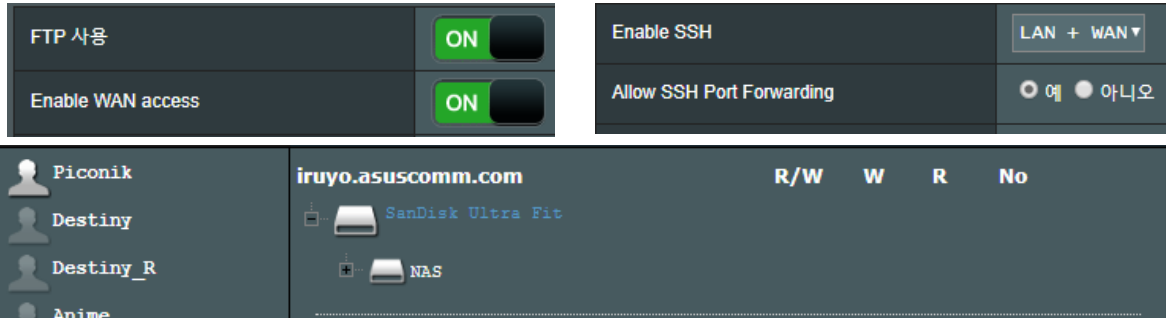 FTP 사용 ON
Enable WAN access ON
Enable SSH LAN + WAN
Allow SSH Port Forwarding 예 아니오
Piconik
Destiny
Destiny_R
Anime
iruyo.asuscomm.com R/W W R No
SanDisk Ultra Fit
NAS